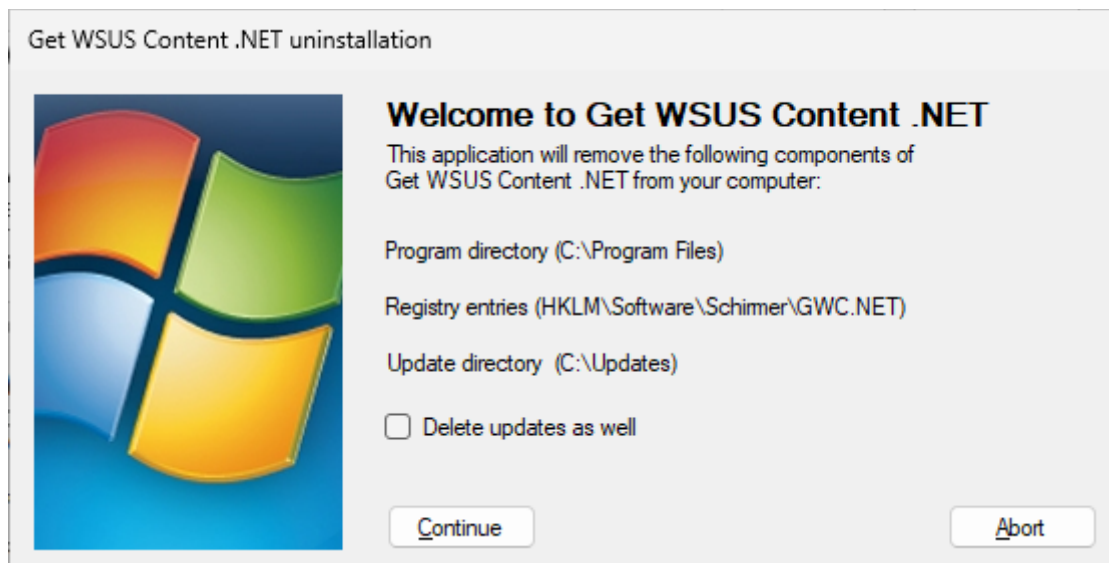 Get WSUS Content .NET uninstallation
Welcome to Get WSUS Content .NET
This application will remove the following components of
Get WSUS Content .NET from your computer:
Program directory (C:\Program Files)
Registry entries (HKLM\Software\Schirmer\GWC.NET)
Update directory  (C:\Updates)
Delete updates as well
Continue
Abort